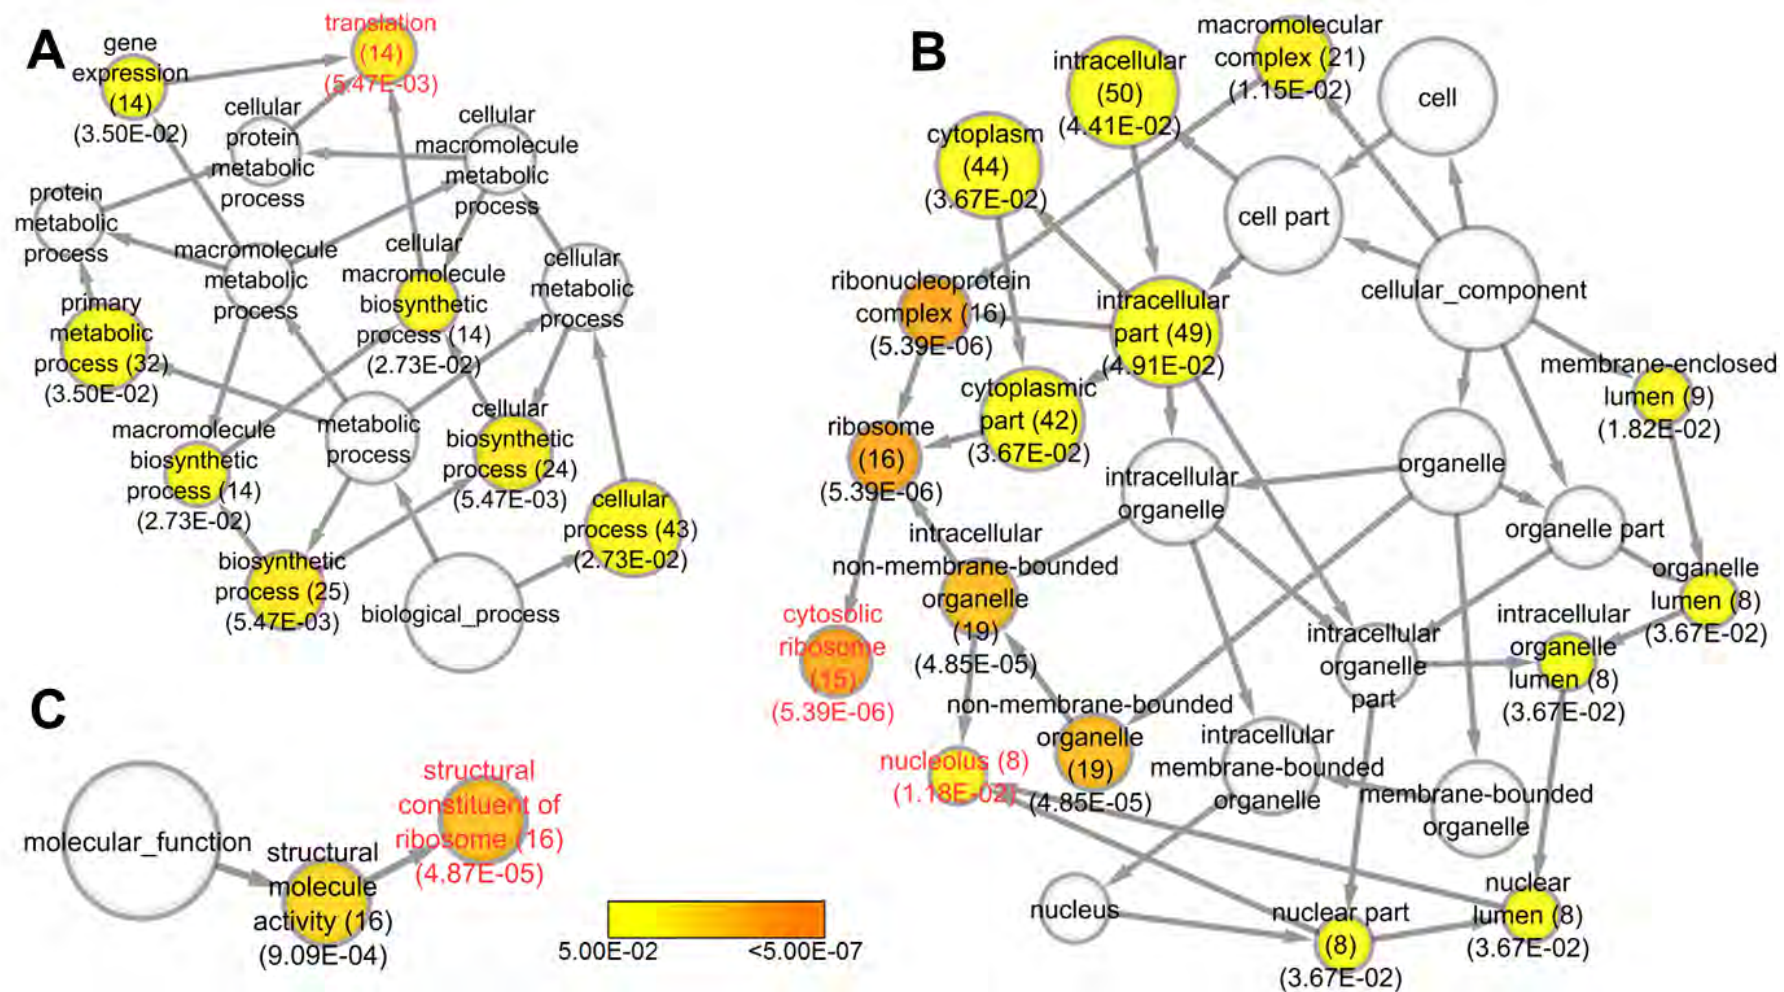 A
gene
expression
(14)
(3.50E-02)
translation
(14)
(5.47E-03)
cellular
protein
metabolic
process
cellular
macromolecule
metabolic
process
protein
metabolic
process
macromolecule
metabolic
process
cellular
macromolecule
biosynthetic
process (14)
(2.73E-02)
cellular
metabolic
process
primary
metabolic
process (32)
(3.50E-02)
macromolecule
biosynthetic
process (14)
(2.73E-02)
metabolic
process
cellular
biosynthetic
process (24)
(5.47E-03)
cellular
process (43)
(2.73E-02)
biosynthetic
process (25)
(5.47E-03)
biological_process
B
intracellular
(50)
(4.41E-02)
macromolecular
complex (21)
(1.15E-02)
cell
cytoplasm
(44)
(3.67E-02)
cell part
ribonucleoprotein
complex (16)
(5.39E-06)
intracellular
part (49)
(4.91E-02)
cellular_component
membrane-enclosed
lumen (9)
(1.82E-02)
cytoplasmic
part (42)
(3.67E-02)
ribosome
(16)
(5.39E-06)
intracellular
organelle
organelle
organelle part
intracellular
non-membrane-bounded
organelle
(19)
(4.85E-05)
organelle
lumen (8)
(3.67E-02)
cytosolic
ribosome
(15)
(5.39E-06)
intracellular
organelle
part
intracellular
organelle
lumen (8)
(3.67E-02)
non-membrane-bounded
organelle
(19)
(4.85E-05)
nucleolus (8)
(1.18E-02)
intracellular
membrane-bounded
organelle
membrane-bounded
organelle
nucleus
nuclear part
(8)
(3.67E-02)
nuclear
lumen (8)
(3.67E-02)
C
molecular_function
structural
molecule
activity (16)
(9.09E-04)
structural
constituent of
ribosome (16)
(4.87E-05)
5.00E-02
<5.00E-07